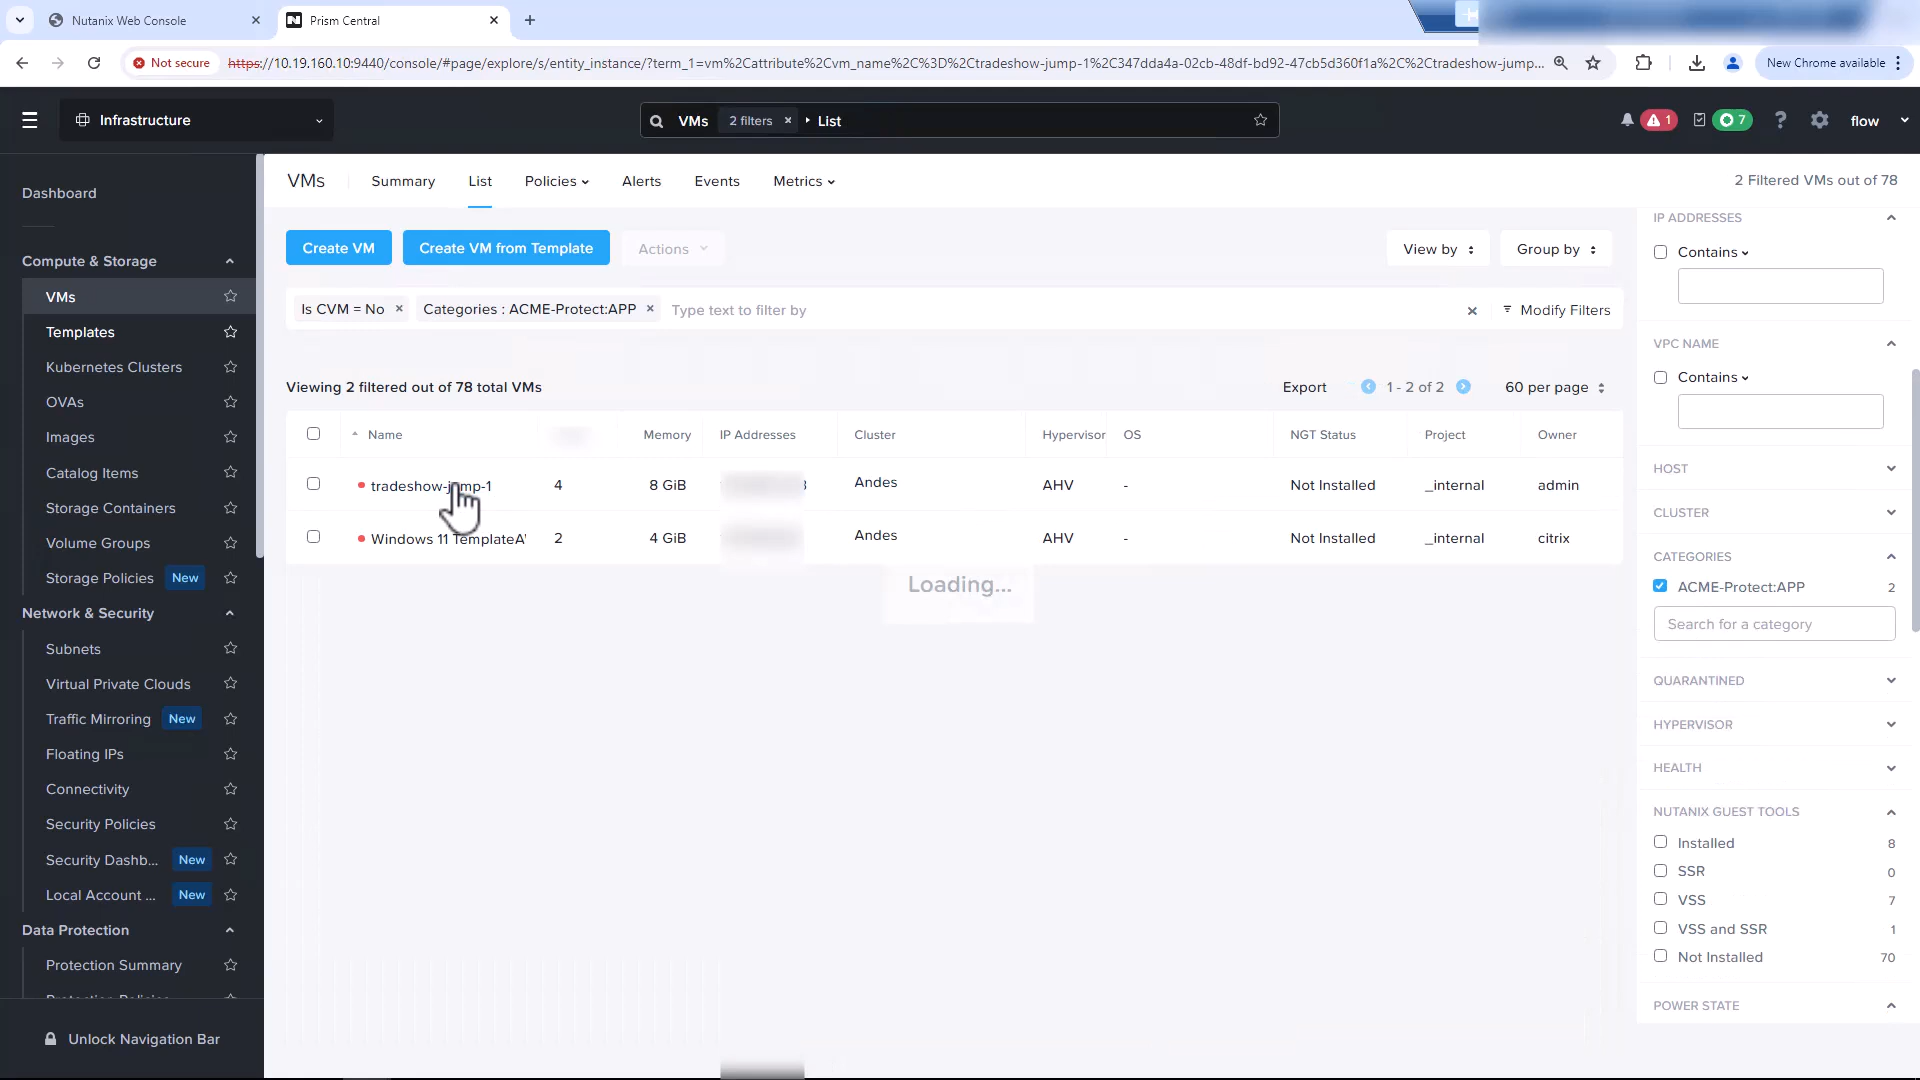 Nutanix Web Console
Prism Central
Not secure
https://10.19.160.10:9440/console/#page/explore/s/entity_instance/?term_1=vm%2Cattribute%2Cvm_name%2C%3D%2Ctradeshow-jump-1%2C347dda4a-02cb-48df-bd92-47cb5d360f1a%2C%2Ctradeshow-jump...
New Chrome available
Infrastructure
VMs
2 filters
List
1
7
flow
Dashboard
Compute & Storage
VMs
Templates
Kubernetes Clusters
OVAs
Images
Catalog Items
Storage Containers
Volume Groups
Storage Policies New
Network & Security
Subnets
Virtual Private Clouds
Traffic Mirroring New
Floating IPs
Connectivity
Security Policies
Security Dashb... New
Local Account ... New
Data Protection
Protection Summary
Unlock Navigation Bar
VMs
Summary
List
Policies
Alerts
Events
Metrics
2 Filtered VMs out of 78
Create VM
Create VM from Template
Actions
View by
Group by
Is CVM = No
Categories : ACME-Protect:APP
Type text to filter by
Modify Filters
Viewing 2 filtered out of 78 total VMs
Export
1 - 2 of 2
60 per page
Name Memory IP Addresses Cluster Hypervisor OS NGT Status Project Owner
tradeshow-jump-1 4 8 GiB Andes AHV - Not Installed _internal admin
Windows 11 TemplateA 2 4 GiB Andes AHV - Not Installed _internal citrix
Loading...
IP ADDRESSES
Contains
VPC NAME
Contains
HOST
CLUSTER
CATEGORIES
ACME-Protect:APP 2
Search for a category
QUARANTINED
HYPERVISOR
HEALTH
NUTANIX GUEST TOOLS
Installed 8
SSR 0
VSS 7
VSS and SSR 1
Not Installed 70
POWER STATE